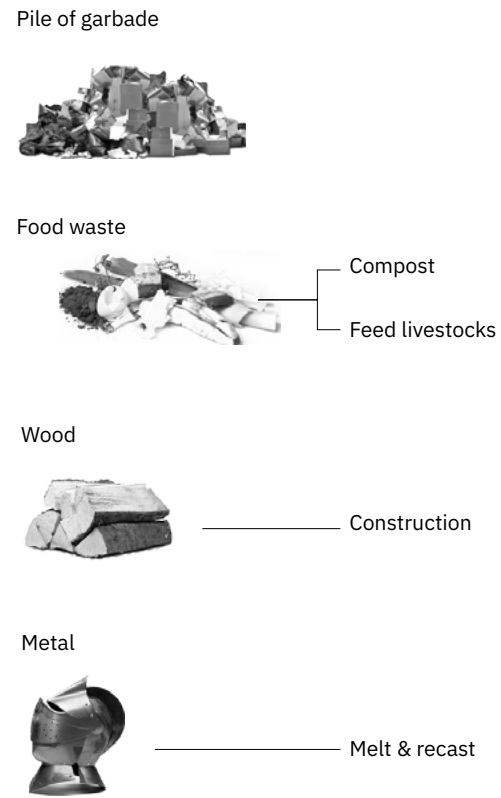 Pile of garbade
Food waste
Compost
Feed livestocks
Wood
Construction
Metal
Melt & recast